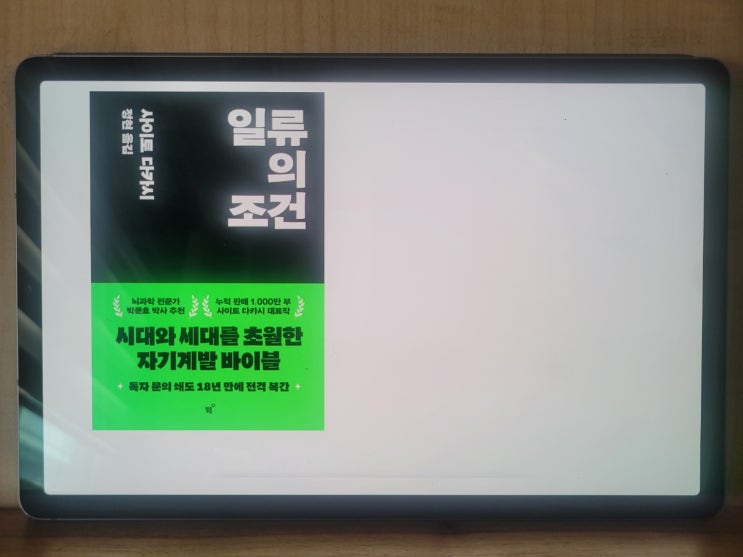 일류
의
조건
사이토 다카시
정현 옮김
뇌과학 전문가
박문호 박사 추천
누적 판매 1,000만 부
사이토 다카시 대표작
시대와 세대를 초월한
자기계발 바이블
독자 문의 쇄도 18년 만에 전격 복간